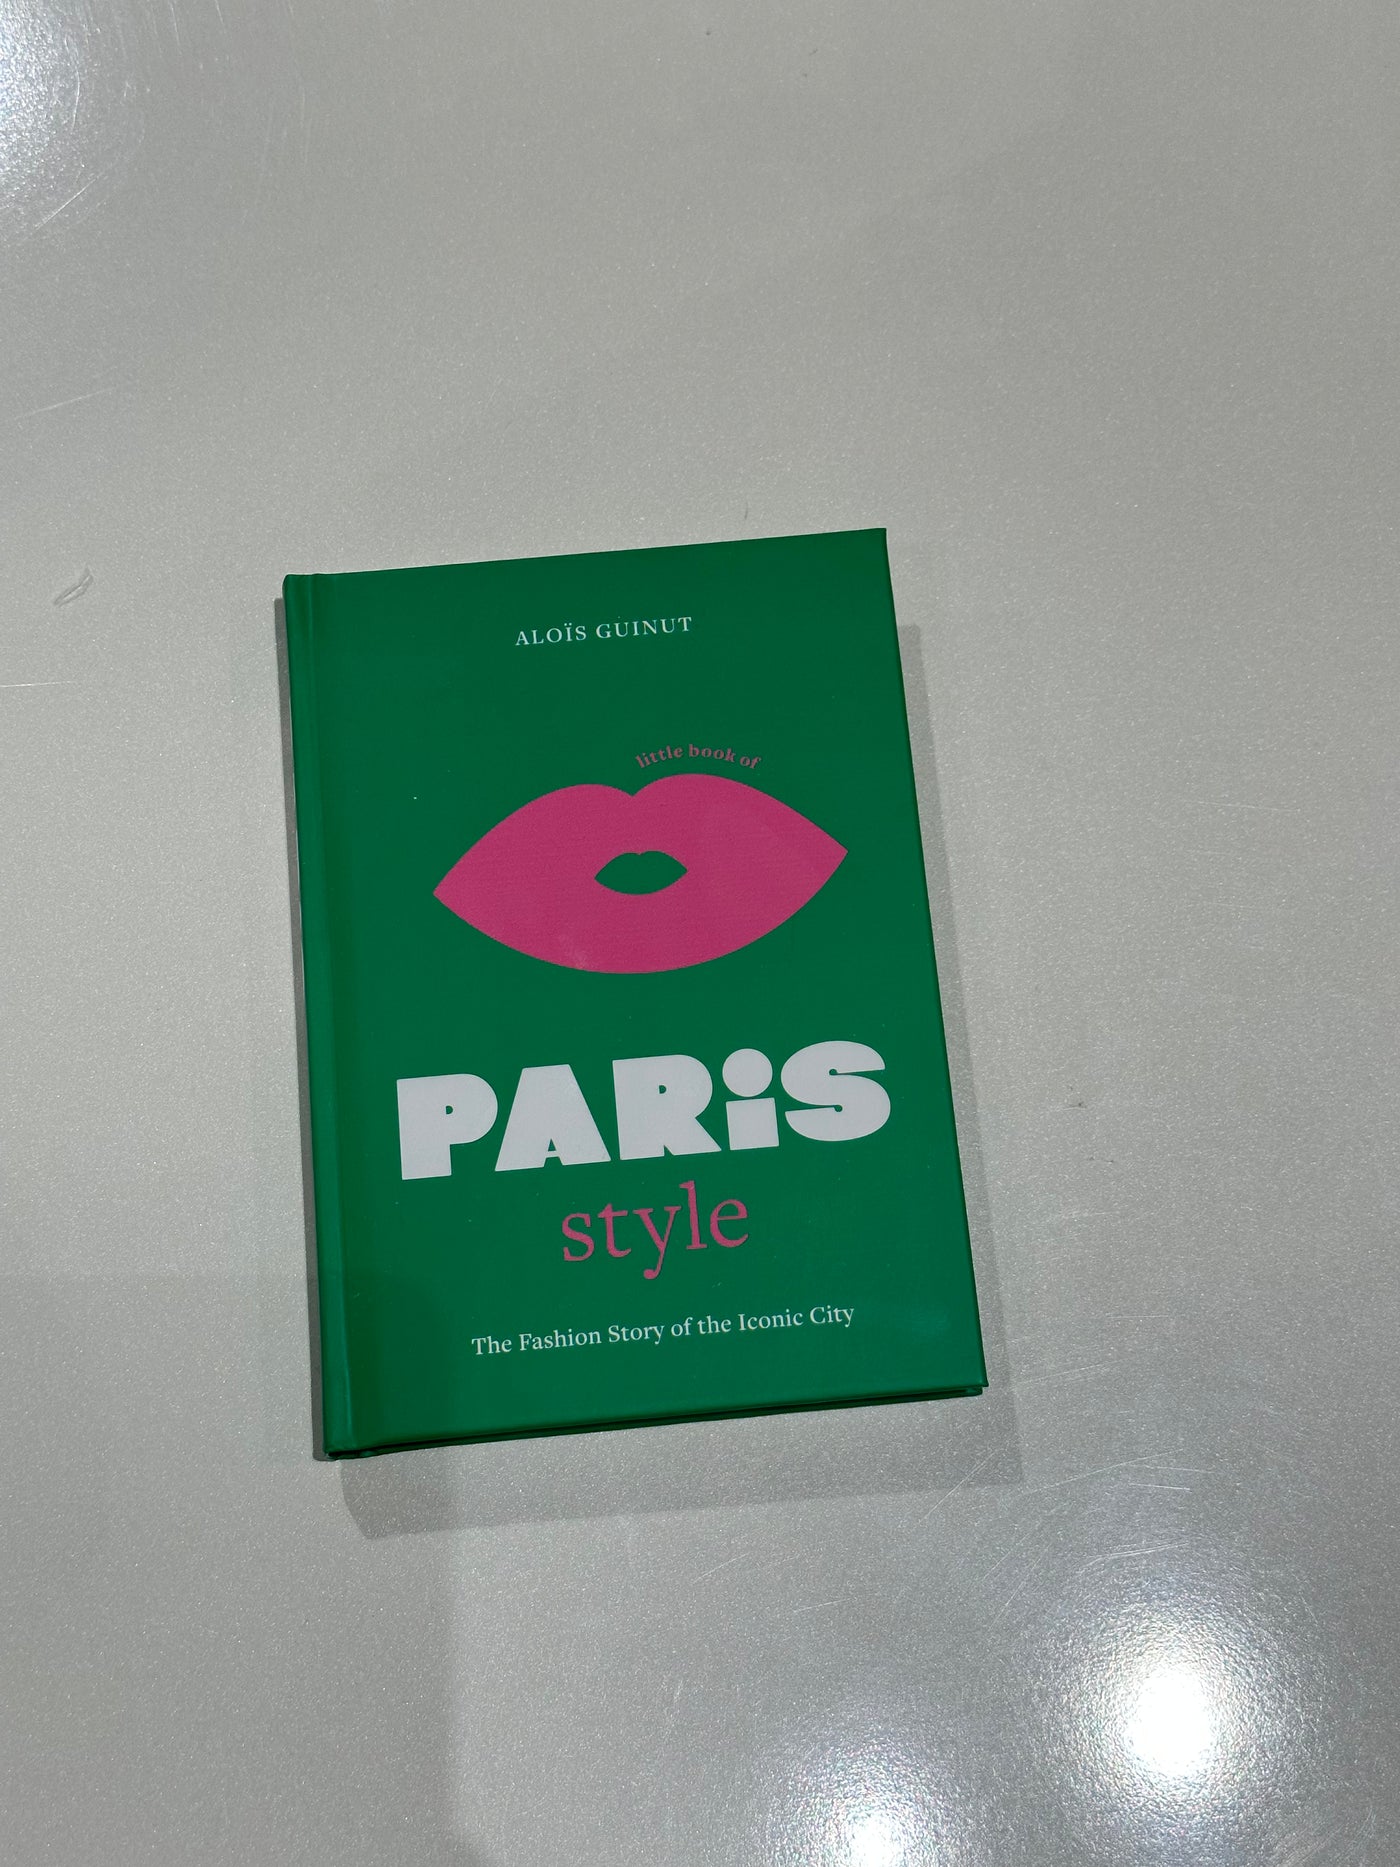 ALOÏS GUINUT
little book of
PARiS
style
The Fashion Story of the Iconic City